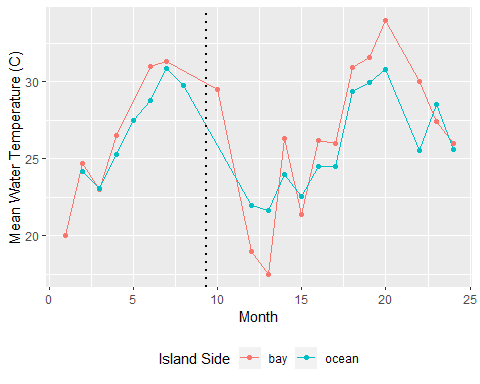 Mean Water Temperature (C)
30
25
20
0 5 10 15 20 25
Month
Island Side bay ocean